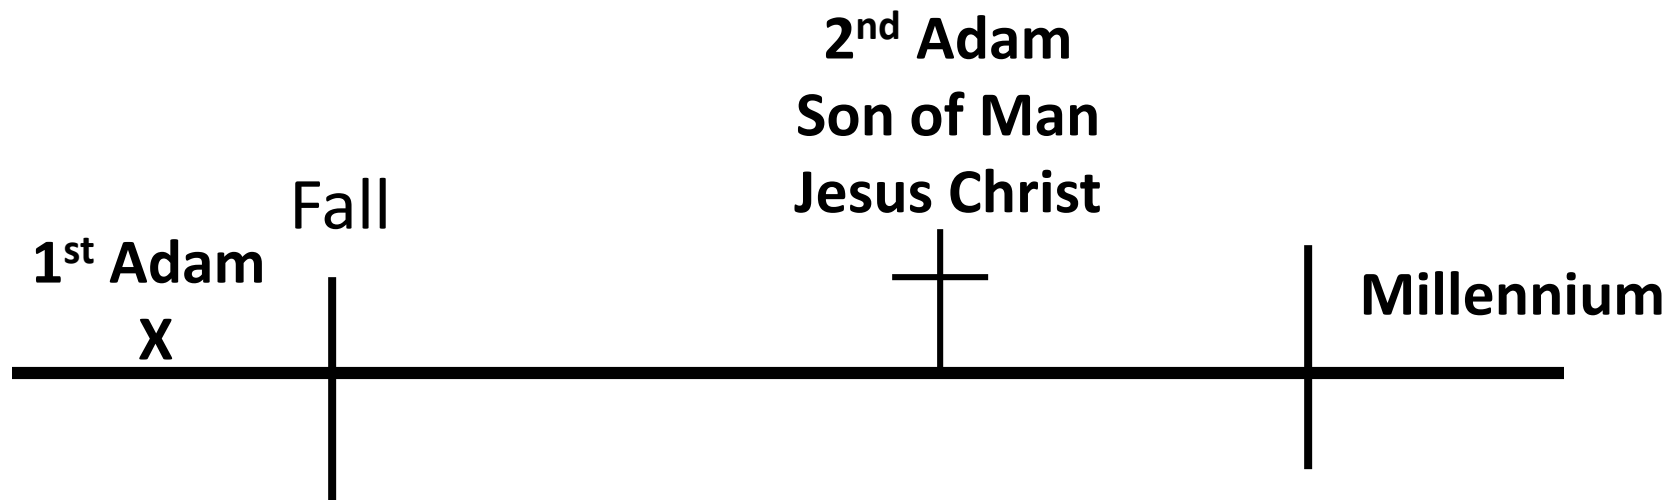 2nd Adam
Son of Man
Jesus Christ
Fall
1st Adam
X
Millennium